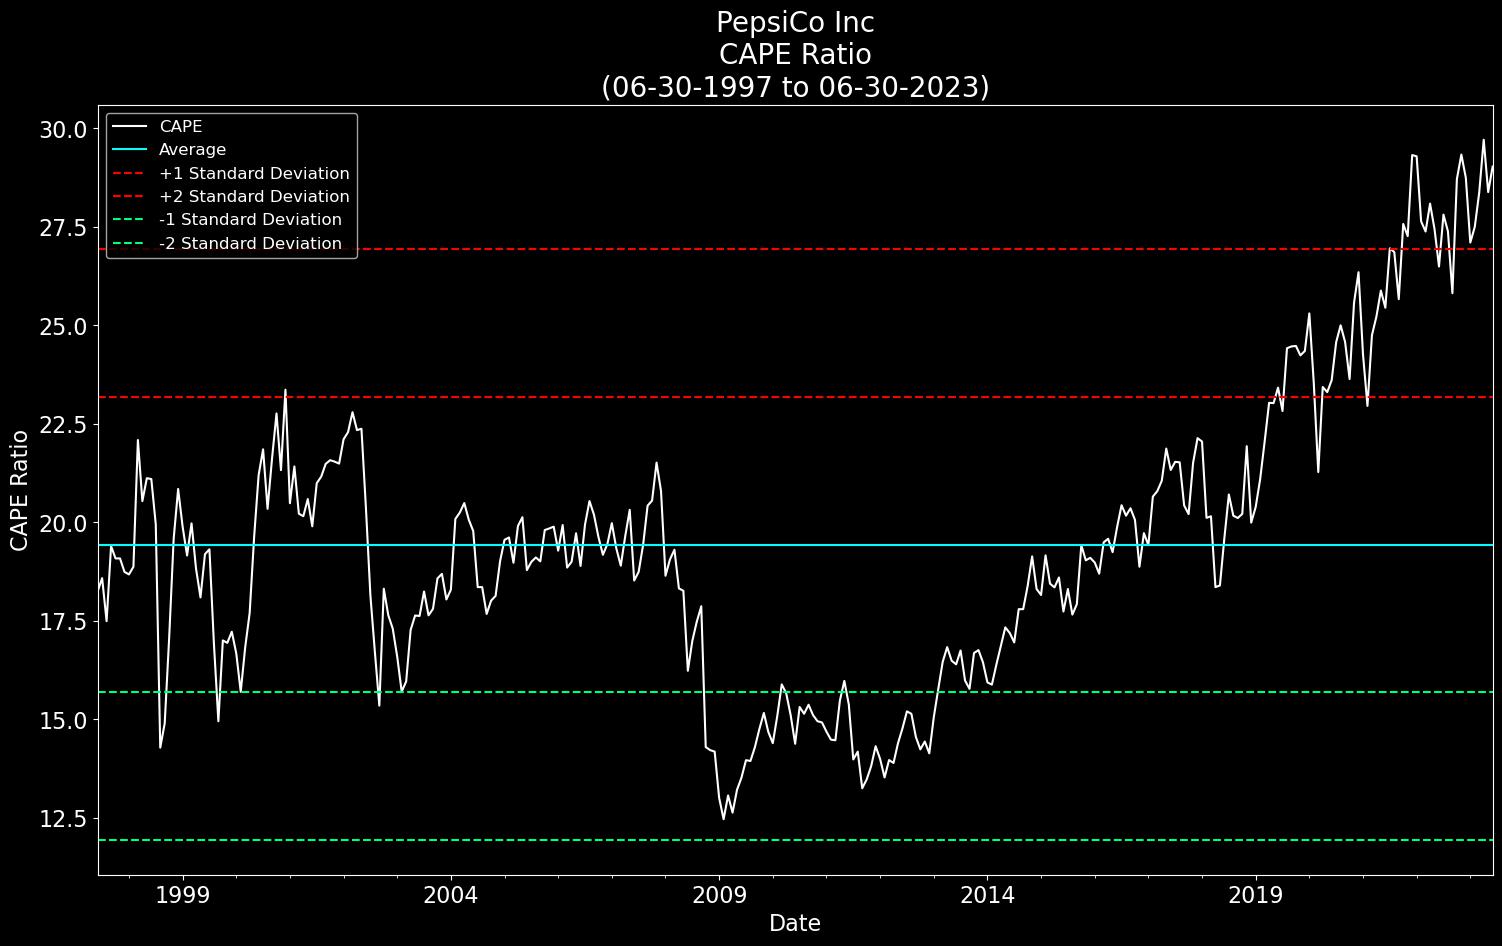 PepsiCo Inc
CAPE Ratio
(06-30-1997 to 06-30-2023)
CAPE
Average
+1 Standard Deviation
+2 Standard Deviation
-1 Standard Deviation
-2 Standard Deviation
30.0
27.5
25.0
22.5
20.0
17.5
15.0
12.5
CAPE Ratio
1999 2004 2009 2014 2019
Date